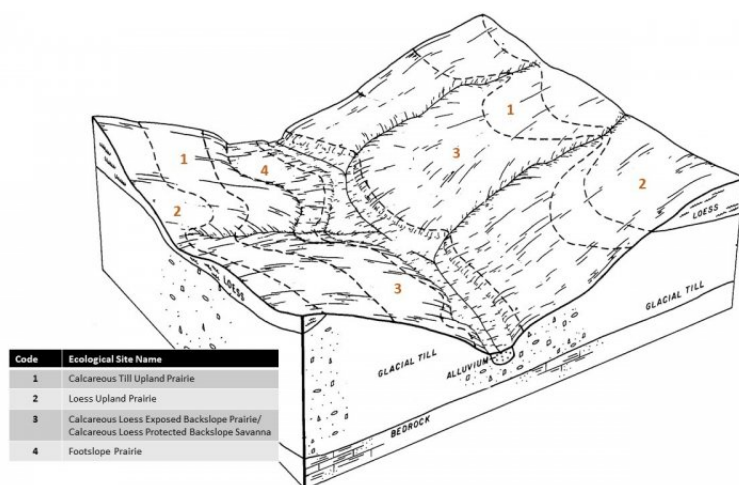 1
1
3
4
2
2
LOESS
LOESS
3
GLACIAL TILL
GLACIAL TILL
ALLUVIUM
BEDROCK
Code Ecological Site Name
1 Calcareous Till Upland Prairie
2 Loess Upland Prairie
3 Calcareous Loess Exposed Backslope Prairie/
Calcareous Loess Protected Backslope Savanna
4 Footslope Prairie